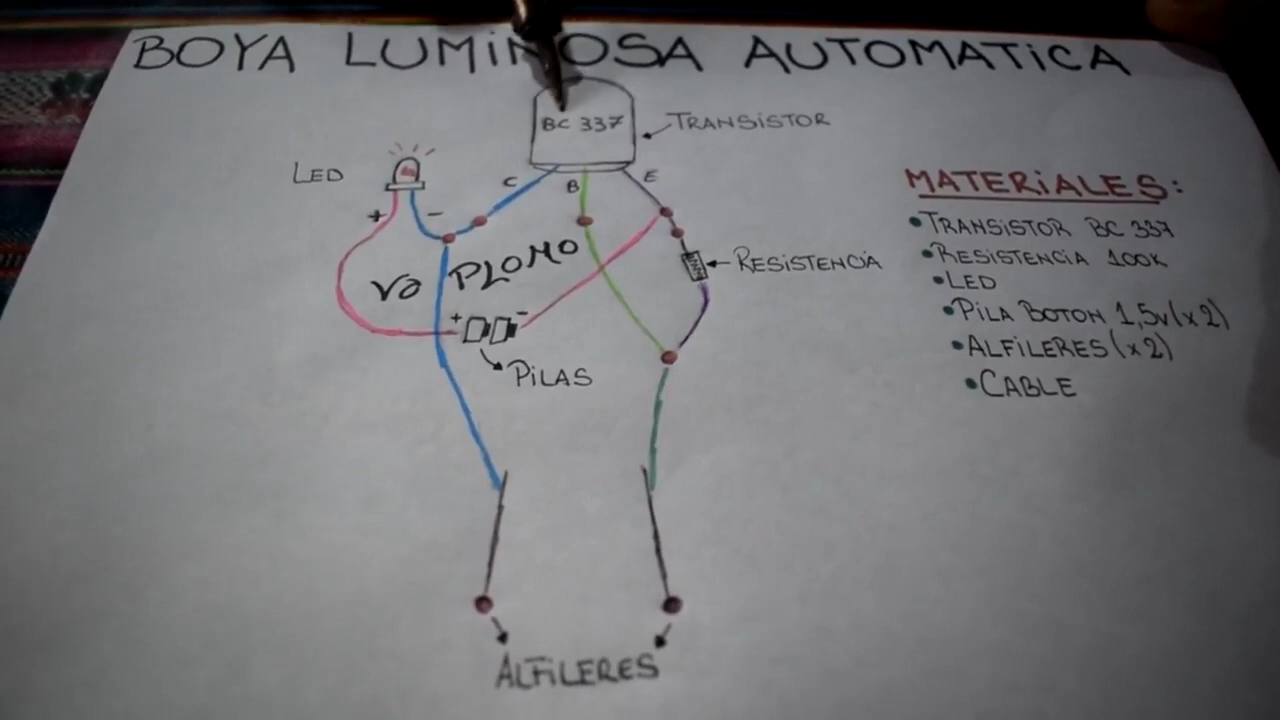 BOYA LUMINOSA AUTOMATICA
BC 337
TRANSISTOR
LED
C
B
E
+
-
VA PLOMO
RESISTENCIA
+
-
PILAS
ALFILERES
MATERIALES:
•TRANSISTOR BC 337
•RESISTENCIA 100K
•LED
•PILA BOTON 1,5v (x2)
•ALFILERES (x2)
•CABLE